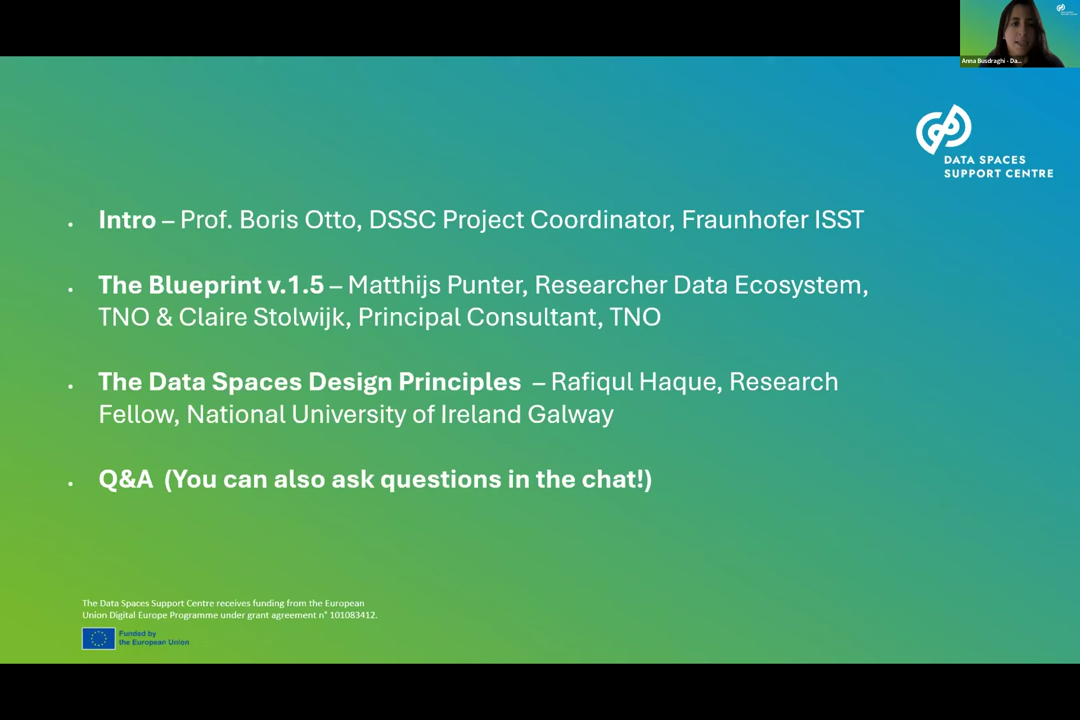 Anna Busdraghi - Da...
DATA SPACES
SUPPORT CENTRE
Intro – Prof. Boris Otto, DSSC Project Coordinator, Fraunhofer ISST
The Blueprint v.1.5 – Matthijs Punter, Researcher Data Ecosystem,
TNO & Claire Stolwijk, Principal Consultant, TNO
The Data Spaces Design Principles – Rafiqul Haque, Research
Fellow, National University of Ireland Galway
Q&A (You can also ask questions in the chat!)
The Data Spaces Support Centre receives funding from the European
Union Digital Europe Programme under grant agreement n° 101083412.
Funded by
the European Union